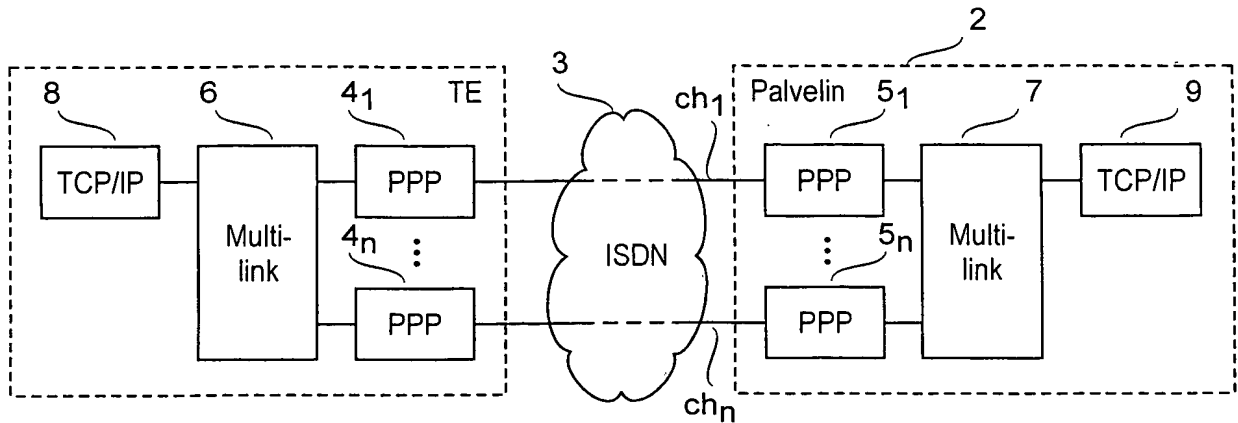 2
8
6
4₁
TE
3
ch₁
Palvelin
5₁
7
9
TCP/IP
Multi-
link
PPP
4ₙ
PPP
ISDN
PPP
5ₙ
PPP
Multi-
link
TCP/IP
chₙ